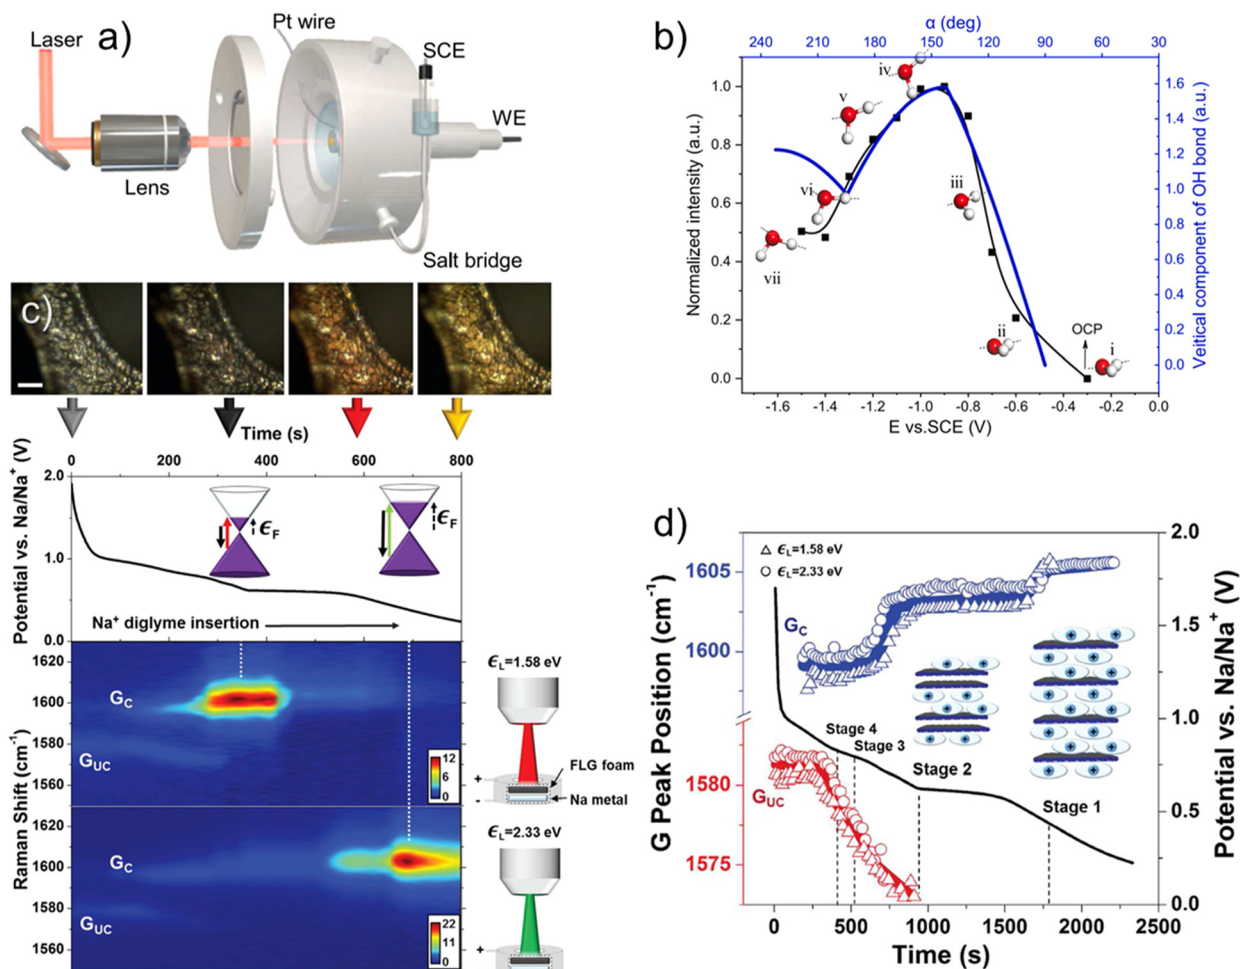 a)
Laser
Pt wire
SCE
WE
Lens
Salt bridge
b)
α (deg)
240 210 180 150 120 90 60 30
Normalized intensity (a.u.)
1.0
0.8
0.6
0.4
0.2
0.0
Veitical component of OH bond (a.u.)
1.6
1.4
1.2
1.0
0.8
0.6
0.4
0.2
0.0
iv
v
vi
vii
iii
ii
OCP
i
-1.6 -1.4 -1.2 -1.0 -0.8 -0.6 -0.4 -0.2 0.0
E vs.SCE (V)
c)
Time (s)
0 200 400 600 800
Potential vs. Na/Na⁺ (V)
2.0
1.0
0.0
ϵF
ϵF
Na⁺ diglyme insertion
Raman Shift (cm⁻¹)
1620
1600
1580
1560
GC
GUC
12
6
0
ϵL=1.58 eV
+
-
FLG foam
Na metal
1620
1600
1580
1560
GC
GUC
22
11
0
ϵL=2.33 eV
+
d)
G Peak Position (cm⁻¹)
1605
1600
1580
1575
ϵL=1.58 eV
ϵL=2.33 eV
GC
GUC
Stage 4
Stage 3
Stage 2
Stage 1
Potential vs. Na/Na⁺ (V)
2.0
1.5
1.0
0.5
0.0
0 500 1000 1500 2000 2500
Time (s)